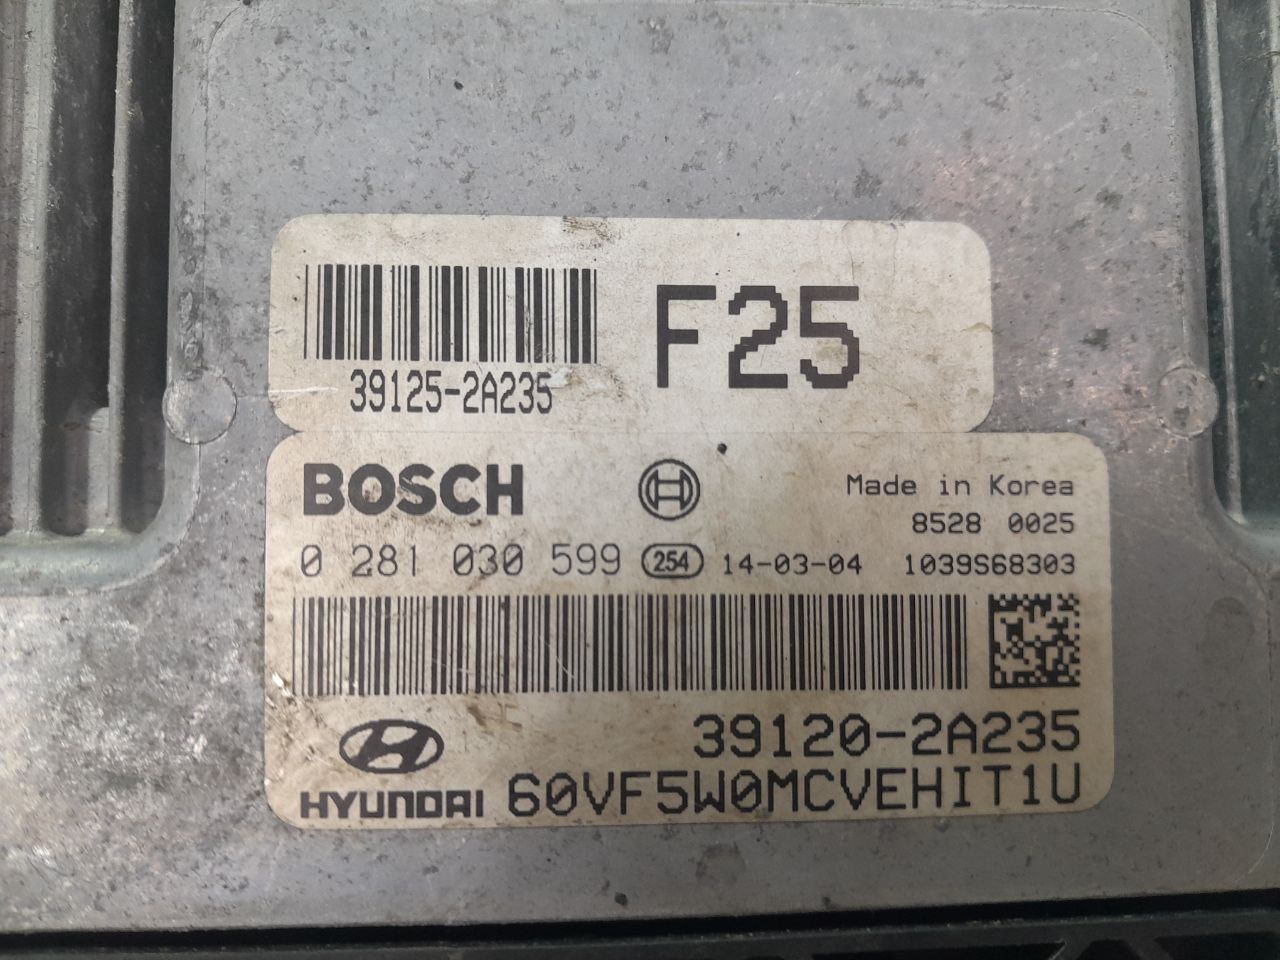 F25
39125-2A235
BOSCH
Made in Korea
8528 0025
0 281 030 599 254 14-03-04 1039S68303
39120-2A235
HYUNDAI 60VF5W0MCVEHIT1U